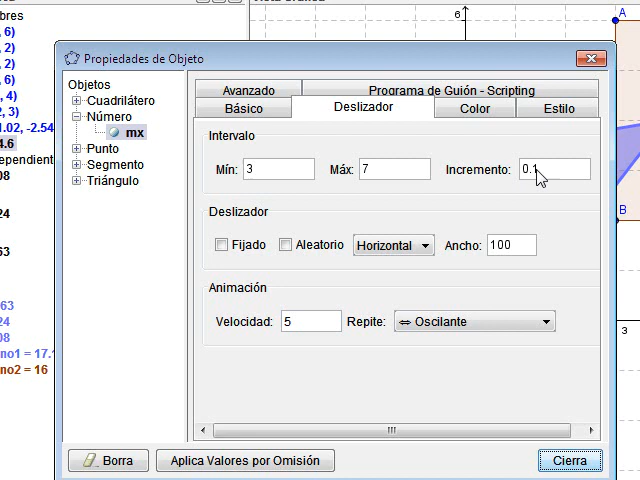 bres
, 6)
, 2)
, 2)
, 6)
, 4)
2, 3)
1.02, -2.54
4.6
ependient
08
24
63
63
24
08
no1 = 17.
no2 = 16
6
A
B
3
Propiedades de Objeto
Objetos
Cuadrilátero
Número
mx
Punto
Segmento
Triángulo
Avanzado Programa de Guión - Scripting
Básico Deslizador Color Estilo
Intervalo
Mín: 3 Máx: 7 Incremento: 0.1
Deslizador
Fijado Aleatorio Horizontal Ancho: 100
Animación
Velocidad: 5 Repite: ⇔ Oscilante
Borra Aplica Valores por Omisión Cierra